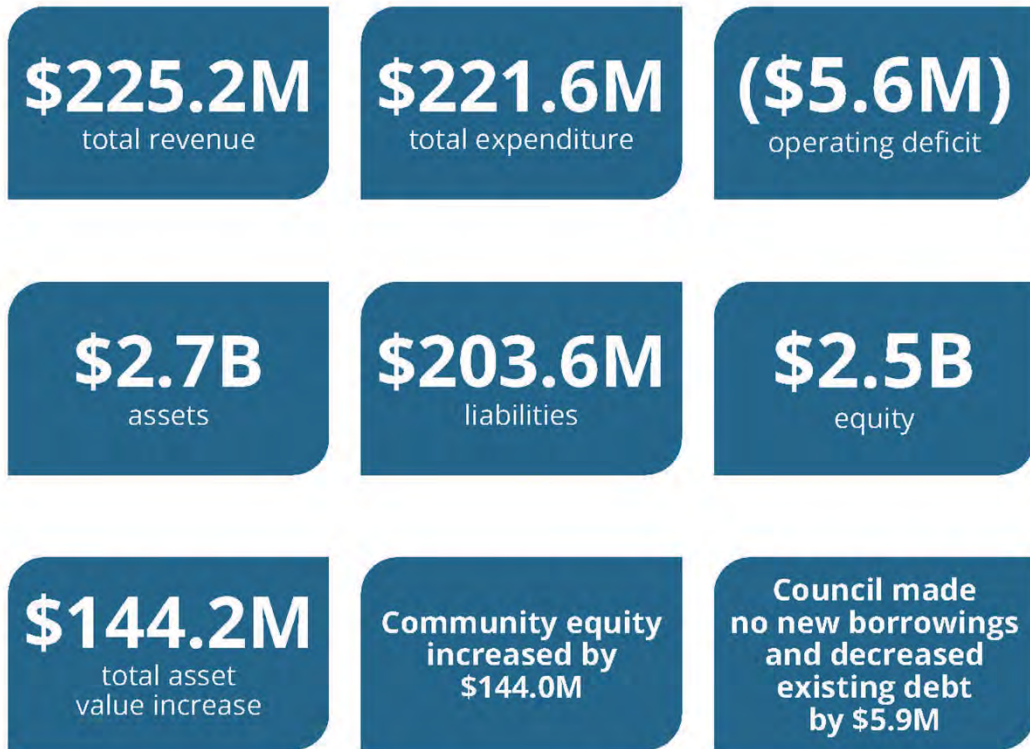 $225.2M
total revenue
$221.6M
total expenditure
($5.6M)
operating deficit
$2.7B
assets
$203.6M
liabilities
$2.5B
equity
$144.2M
total asset
value increase
Community equity
increased by
$144.0M
Council made
no new borrowings
and decreased
existing debt
by $5.9M